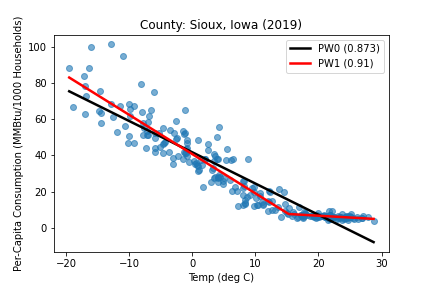 County: Sioux, Iowa (2019)
PW0 (0.873)
PW1 (0.91)
Per-Capita Consumption (MMBtu/1000 Households)
100
80
60
40
20
0
−20
−10
0
10
20
30
Temp (deg C)